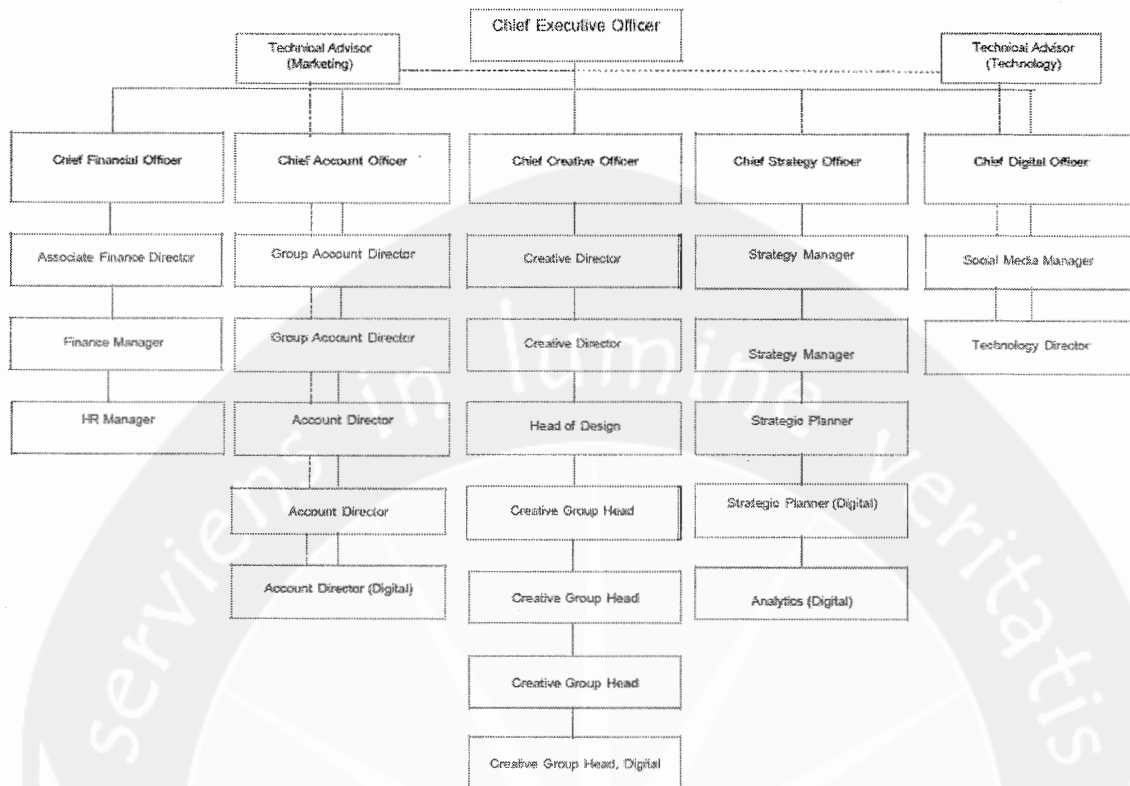 Chief Executive Officer
Technical Advisor
(Marketing)
Technical Advisor
(Technology)
Chief Financial Officer
Chief Account Officer
Chief Creative Officer
Chief Strategy Officer
Chief Digital Officer
Associate Finance Director
Group Account Director
Creative Director
Strategy Manager
Social Media Manager
Finance Manager
Group Account Director
Creative Director
Strategy Manager
Technology Director
HR Manager
Account Director
Head of Design
Strategic Planner
Account Director
Creative Group Head
Strategic Planner (Digital)
Account Director (Digital)
Creative Group Head
Analytics (Digital)
Creative Group Head
Creative Group Head, Digital
serviens in lumine veritatis